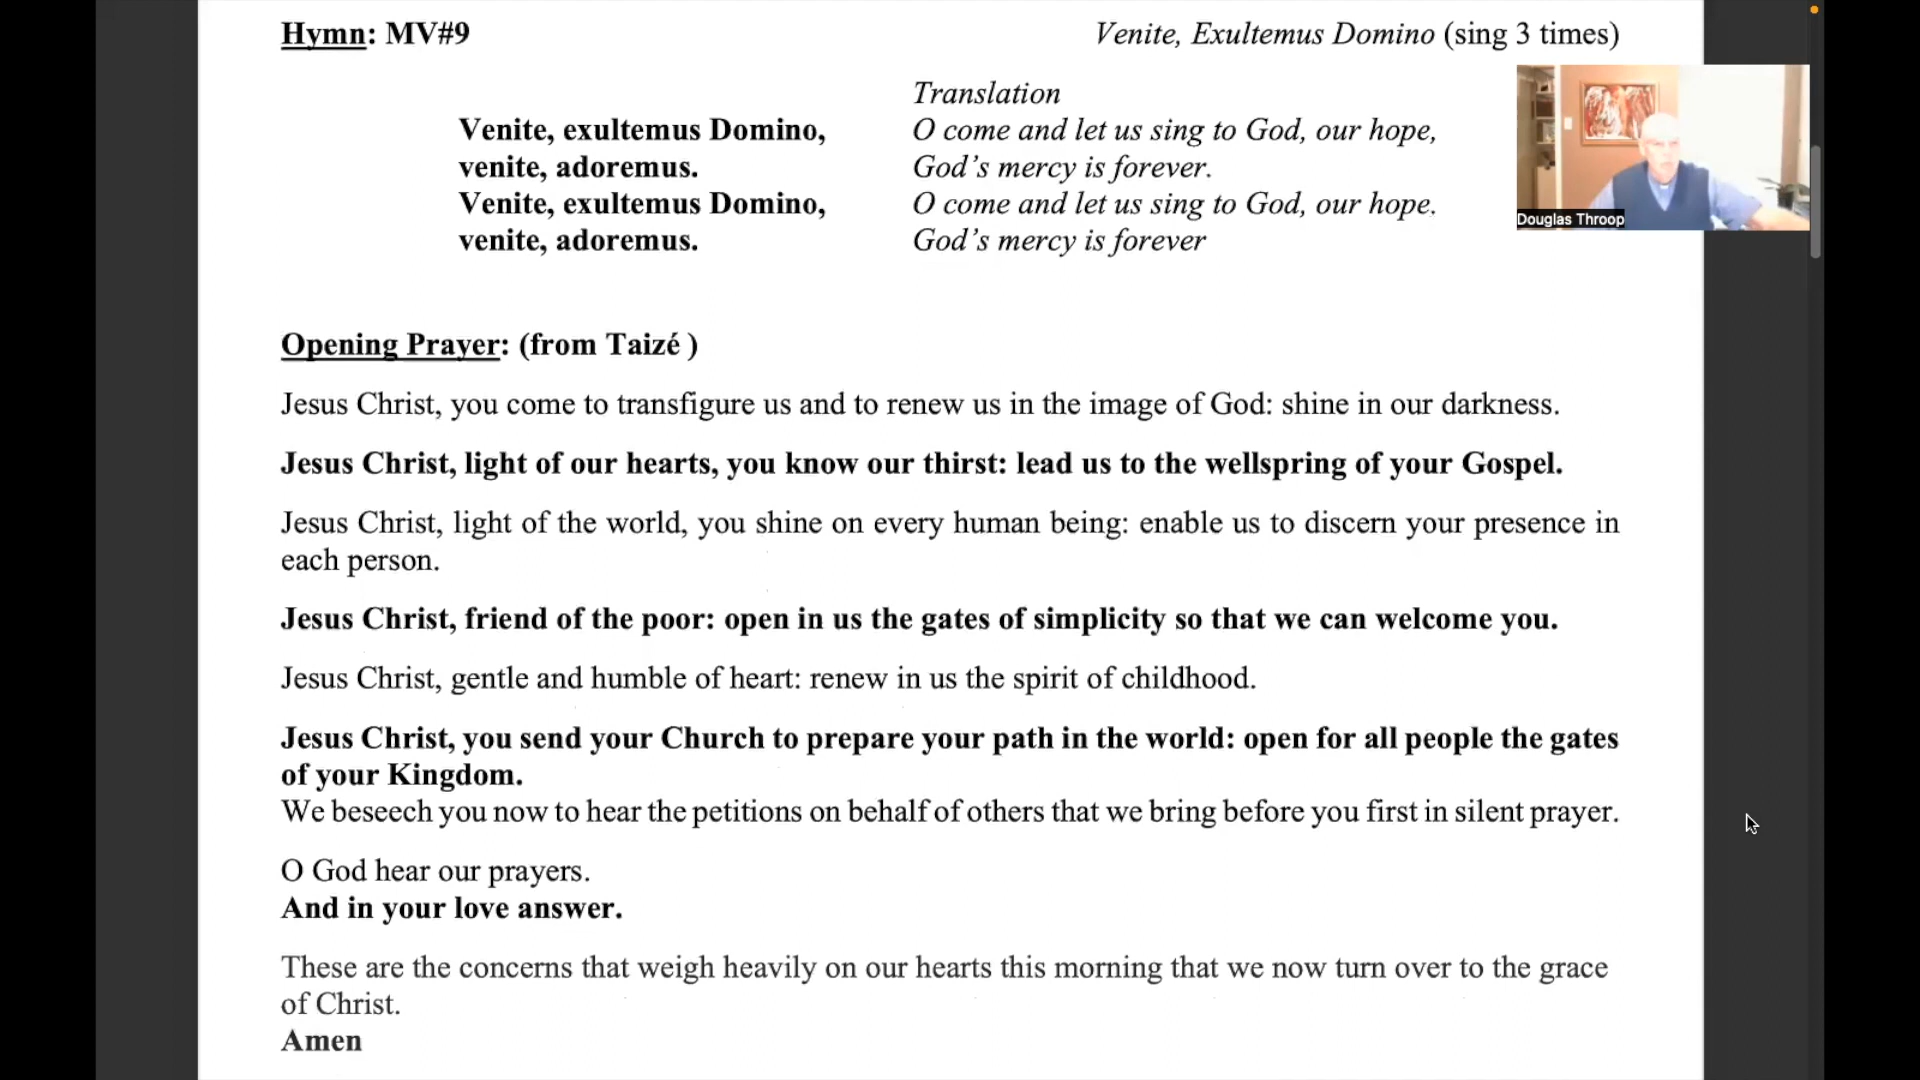 Hymn: MV#9 Venite, Exultemus Domino (sing 3 times)
Translation
Venite, exultemus Domino, O come and let us sing to God, our hope,
venite, adoremus. God's mercy is forever.
Venite, exultemus Domino, O come and let us sing to God, our hope.
venite, adoremus. God's mercy is forever
Douglas Throop
Opening Prayer: (from Taizé )
Jesus Christ, you come to transfigure us and to renew us in the image of God: shine in our darkness.
Jesus Christ, light of our hearts, you know our thirst: lead us to the wellspring of your Gospel.
Jesus Christ, light of the world, you shine on every human being: enable us to discern your presence in
each person.
Jesus Christ, friend of the poor: open in us the gates of simplicity so that we can welcome you.
Jesus Christ, gentle and humble of heart: renew in us the spirit of childhood.
Jesus Christ, you send your Church to prepare your path in the world: open for all people the gates
of your Kingdom.
We beseech you now to hear the petitions on behalf of others that we bring before you first in silent prayer.
O God hear our prayers.
And in your love answer.
These are the concerns that weigh heavily on our hearts this morning that we now turn over to the grace
of Christ.
Amen